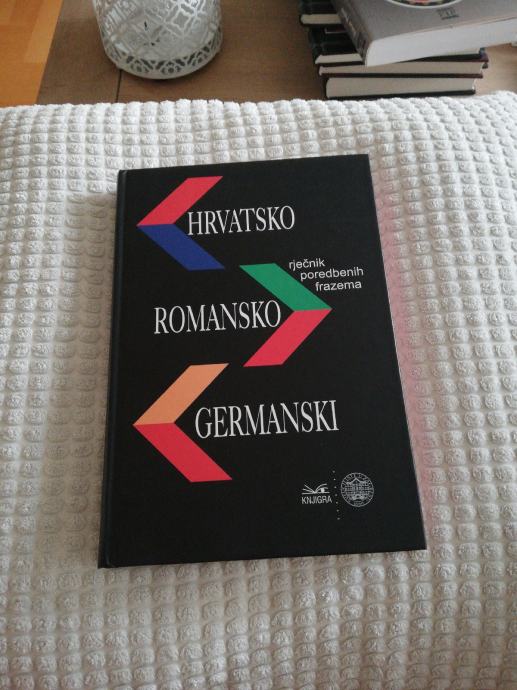 HRVATSKO
rječnik
poredbenih
frazema
ROMANSKO
GERMANSKI
KNJIGRA